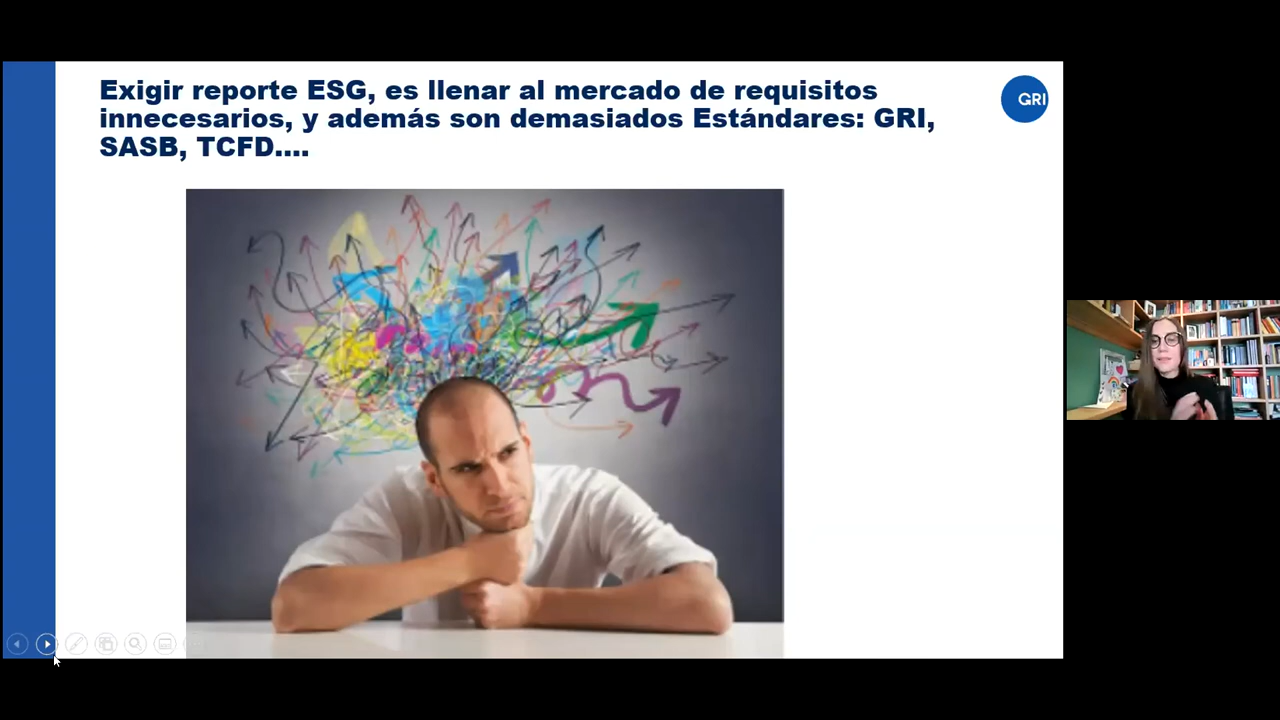 Exigir reporte ESG, es llenar al mercado de requisitos
innecesarios, y además son demasiados Estándares: GRI,
SASB, TCFD....
GRI